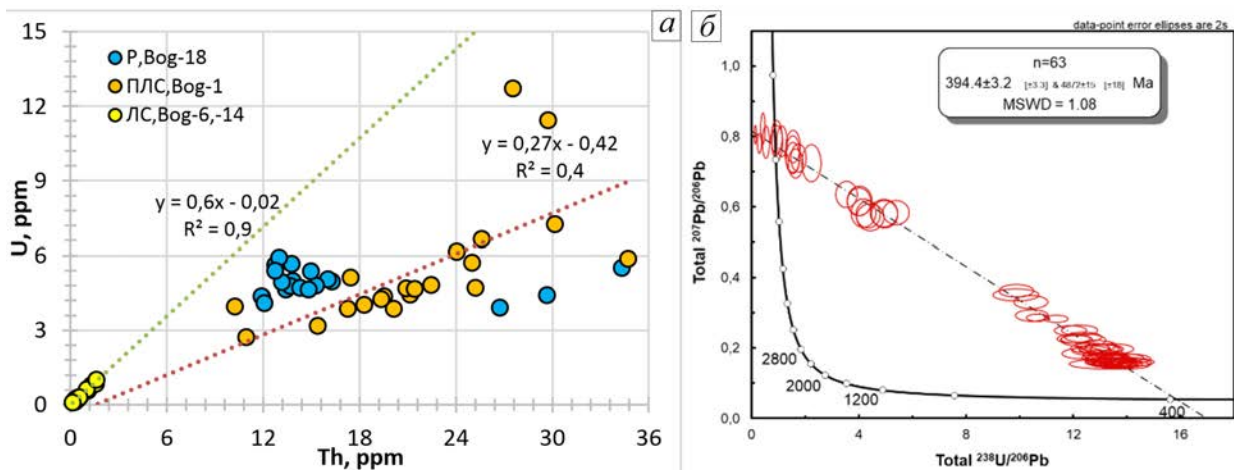 а
15
12
9
6
3
0
U, ppm
Р,Bog-18
ПЛС,Bog-1
ЛС,Bog-6,-14
y = 0,27x - 0,42
R² = 0,4
y = 0,6x - 0,02
R² = 0,9
0 6 12 18 24 30 36
Th, ppm
б
data-point error ellipses are 2s
n=63
394.4±3.2 [±3.3] & 4872±15 [±18] Ma
MSWD = 1.08
1,0
0,8
0,6
0,4
0,2
0,0
Total ²⁰⁷Pb/²⁰⁶Pb
2800
2000
1200
400
0 4 8 12 16
Total ²³⁸U/²⁰⁶Pb